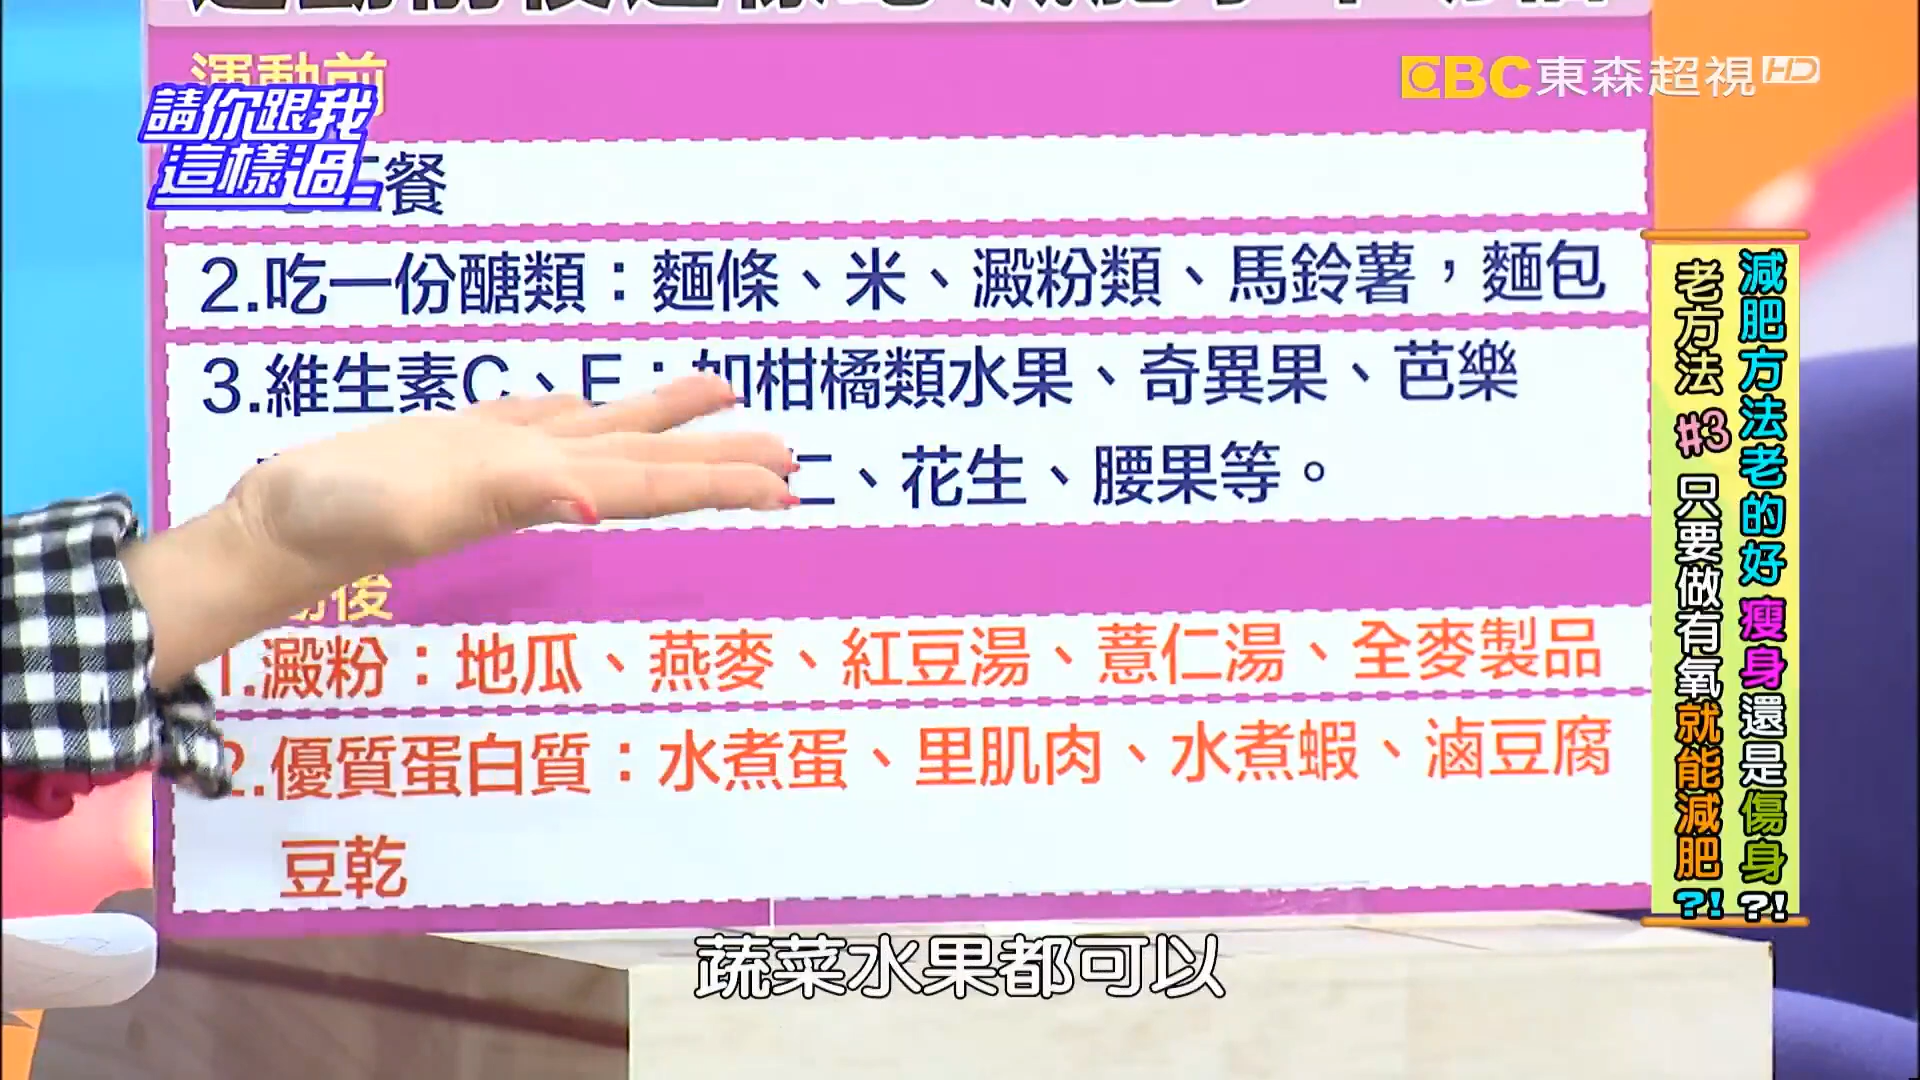 運動前
EBC東森超視HD
請你跟我
這樣過
餐
2.吃一份醣類：麵條、米、澱粉類、馬鈴薯，麵包
3.維生素C、E：如柑橘類水果、奇異果、芭樂
仁、花生、腰果等。
後
1.澱粉：地瓜、燕麥、紅豆湯、薏仁湯、全麥製品
2.優質蛋白質：水煮蛋、里肌肉、水煮蝦、滷豆腐
豆乾
減肥方法老的好 瘦身還是傷身?!
老方法 #3 只要做有氧就能減肥?!
蔬菜水果都可以